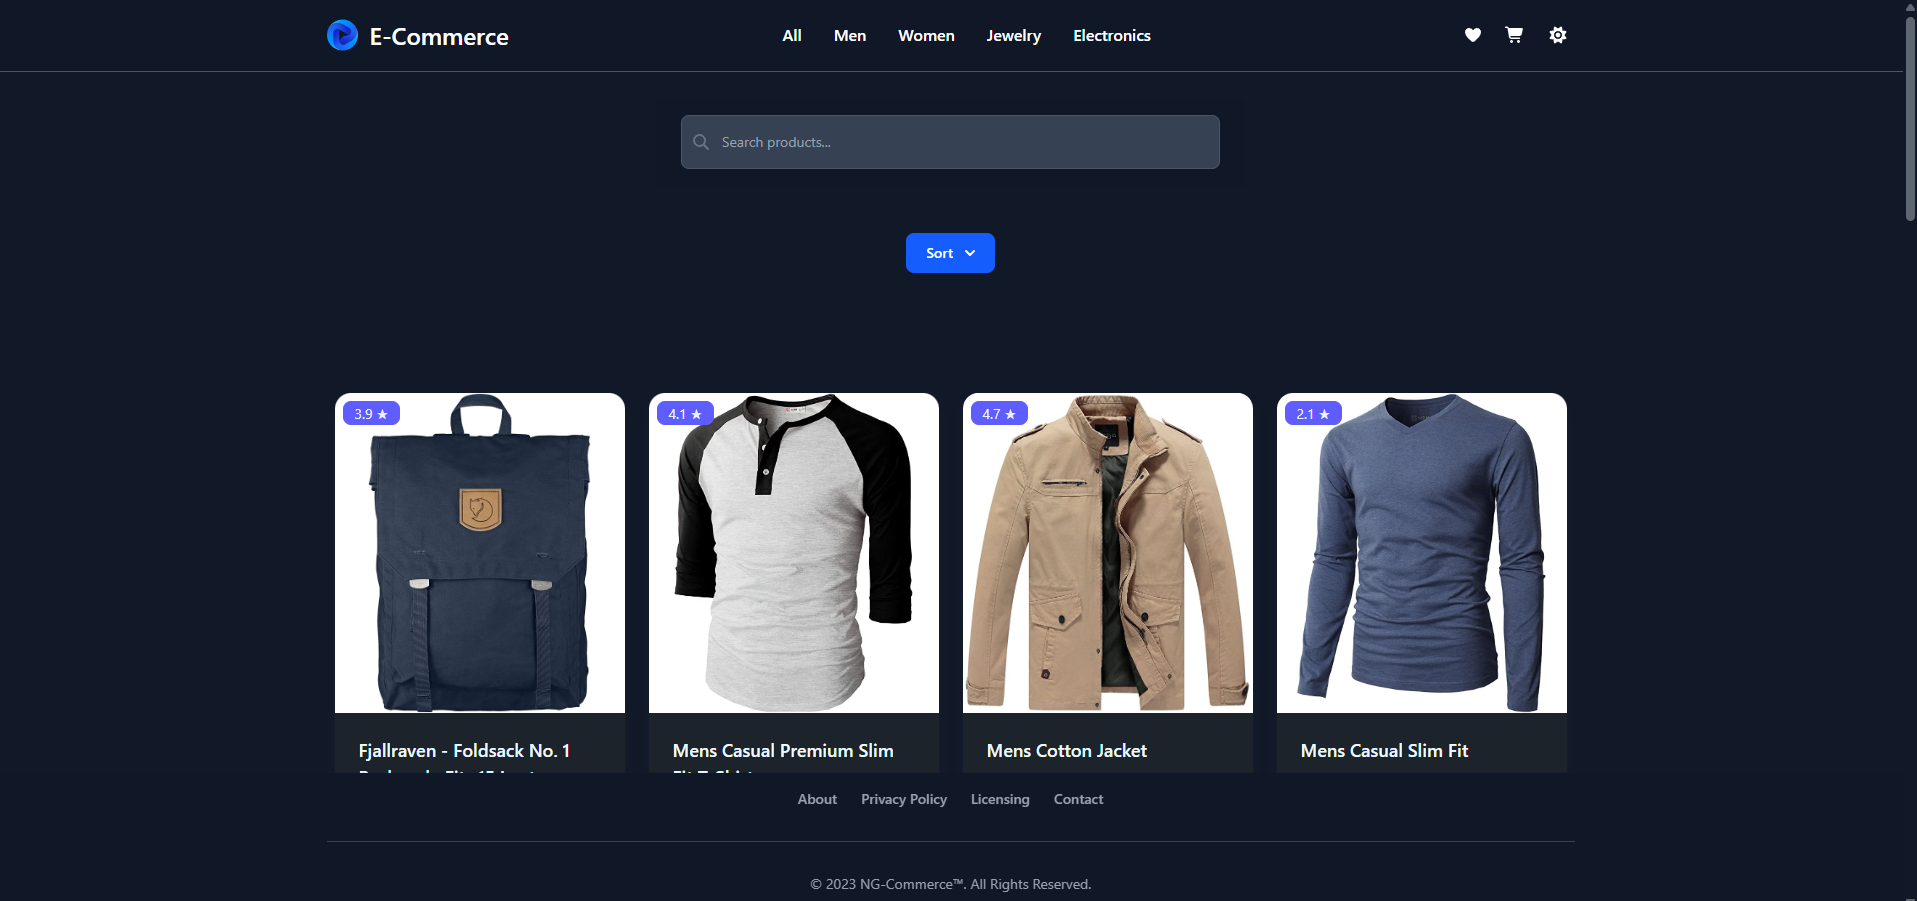 E-Commerce
All Men Women Jewelry Electronics
Search products...
Sort
3.9 ★
4.1 ★
4.7 ★
2.1 ★
Fjallraven - Foldsack No. 1
Mens Casual Premium Slim
Mens Cotton Jacket
Mens Casual Slim Fit
About Privacy Policy Licensing Contact
© 2023 NG-Commerce™. All Rights Reserved.